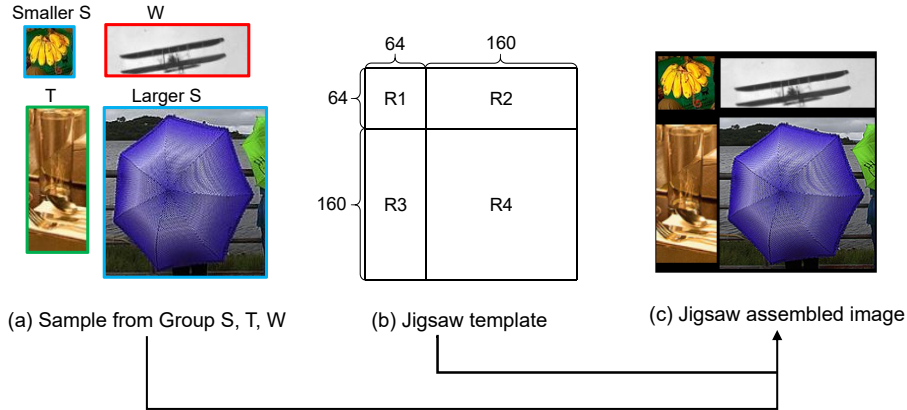 Smaller S
W
T
Larger S
64
160
64
R1
R2
160
R3
R4
(a) Sample from Group S, T, W
(b) Jigsaw template
(c) Jigsaw assembled image